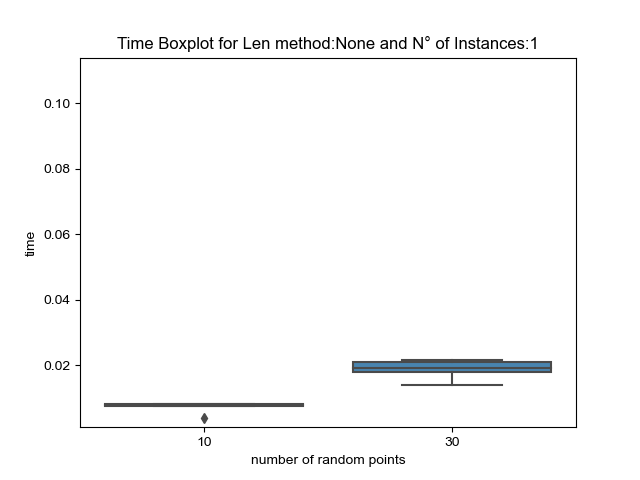 Time Boxplot for Len method:None and N° of Instances:1
0.10
0.08
0.06
0.04
0.02
time
10
30
number of random points